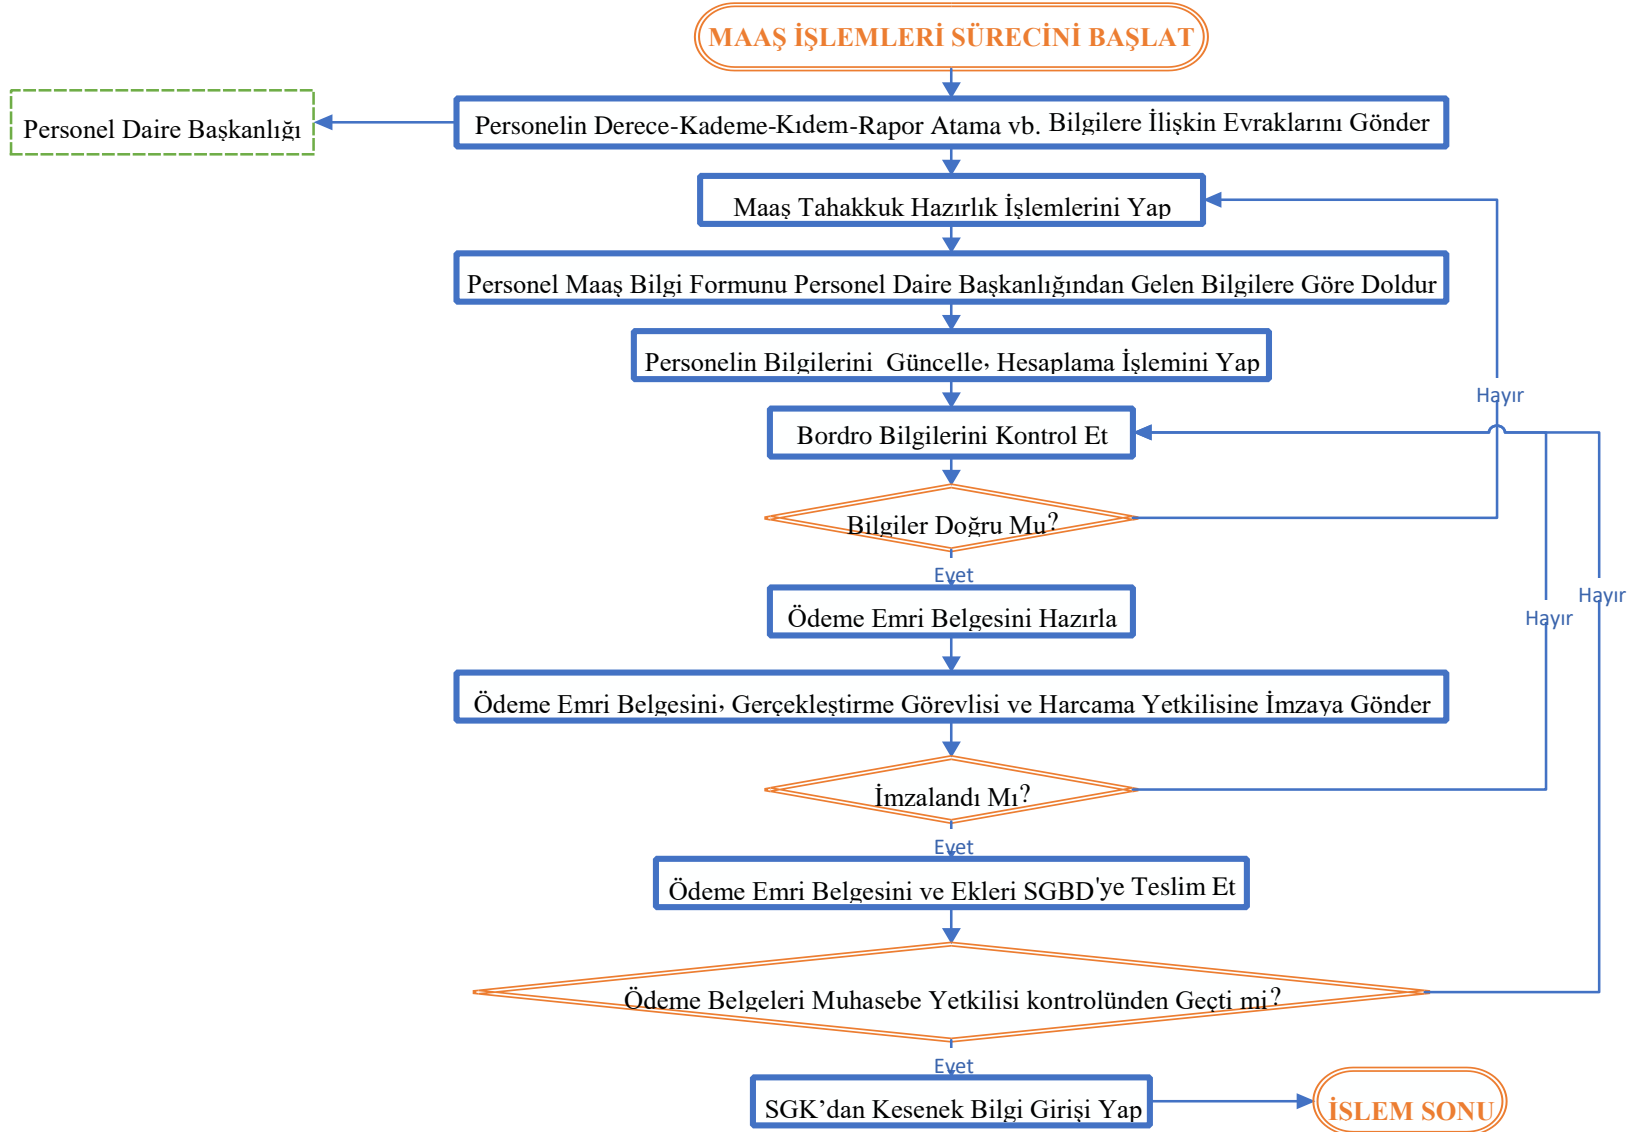 MAAŞ İŞLEMLERİ SÜRECİNİ BAŞLAT
Personel Daire Başkanlığı
Personelin Derece-Kademe-Kıdem-Rapor Atama vb. Bilgilere İlişkin Evraklarını Gönder
Maaş Tahakkuk Hazırlık İşlemlerini Yap
Personel Maaş Bilgi Formunu Personel Daire Başkanlığından Gelen Bilgilere Göre Doldur
Personelin Bilgilerini Güncelle, Hesaplama İşlemini Yap
Hayır
Bordro Bilgilerini Kontrol Et
Bilgiler Doğru Mu?
Evet
Hayır
Ödeme Emri Belgesini Hazırla
Hayır
Ödeme Emri Belgesini, Gerçekleştirme Görevlisi ve Harcama Yetkilisine İmzaya Gönder
İmzalandı Mı?
Evet
Ödeme Emri Belgesini ve Ekleri SGBD'ye Teslim Et
Ödeme Belgeleri Muhasebe Yetkilisi kontrolünden Geçti mi?
Evet
SGK’dan Kesenek Bilgi Girişi Yap
İŞLEM SONU